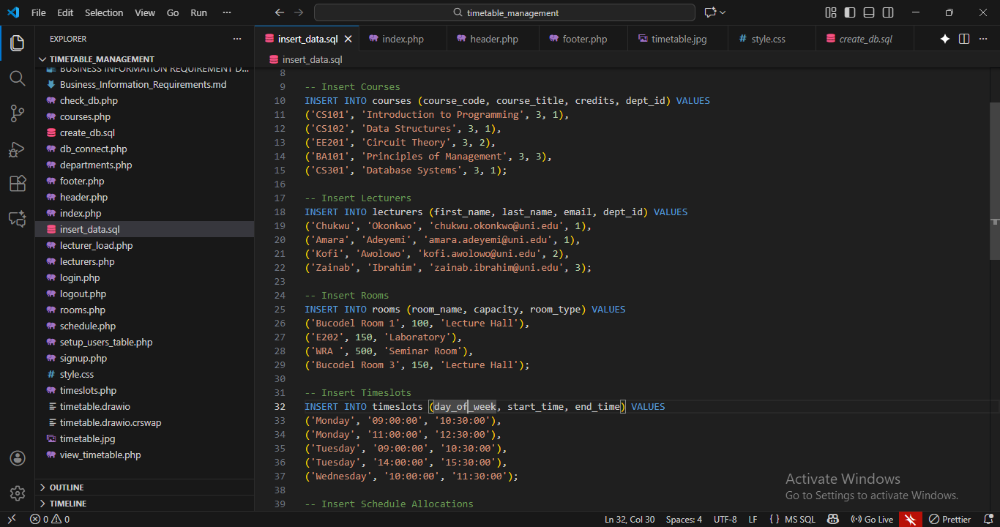 File Edit Selection View Go Run ··· timetable_management
EXPLORER ···
TIMETABLE_MANAGEMENT
BUSINESS INFORMATION REQUIREMENT D...
Business_Information_Requirements.md
check_db.php
courses.php
create_db.sql
db_connect.php
departments.php
footer.php
header.php
index.php
insert_data.sql
lecturer_load.php
lecturers.php
login.php
logout.php
rooms.php
schedule.php
setup_users_table.php
signup.php
# style.css
timeslots.php
timetable.drawio
timetable.drawio.crswap
timetable.jpg
view_timetable.php
OUTLINE
TIMELINE
insert_data.sql index.php header.php footer.php timetable.jpg # style.css create_db.sql ···
insert_data.sql
8
9 -- Insert Courses
10 INSERT INTO courses (course_code, course_title, credits, dept_id) VALUES
11 ('CS101', 'Introduction to Programming', 3, 1),
12 ('CS102', 'Data Structures', 3, 1),
13 ('EE201', 'Circuit Theory', 3, 2),
14 ('BA101', 'Principles of Management', 3, 3),
15 ('CS301', 'Database Systems', 3, 1);
16
17 -- Insert Lecturers
18 INSERT INTO lecturers (first_name, last_name, email, dept_id) VALUES
19 ('Chukwu', 'Okonkwo', 'chukwu.okonkwo@uni.edu', 1),
20 ('Amara', 'Adeyemi', 'amara.adeyemi@uni.edu', 1),
21 ('Kofi', 'Awolowo', 'kofi.awolowo@uni.edu', 2),
22 ('Zainab', 'Ibrahim', 'zainab.ibrahim@uni.edu', 3);
23
24 -- Insert Rooms
25 INSERT INTO rooms (room_name, capacity, room_type) VALUES
26 ('Bucodel Room 1', 100, 'Lecture Hall'),
27 ('E202', 150, 'Laboratory'),
28 ('WRA ', 500, 'Seminar Room'),
29 ('Bucodel Room 3', 150, 'Lecture Hall');
30
31 -- Insert Timeslots
32 INSERT INTO timeslots (day_of_week, start_time, end_time) VALUES
33 ('Monday', '09:00:00', '10:30:00'),
34 ('Monday', '11:00:00', '12:30:00'),
35 ('Tuesday', '09:00:00', '10:30:00'),
36 ('Tuesday', '14:00:00', '15:30:00'),
37 ('Wednesday', '10:00:00', '11:30:00');
38
39 -- Insert Schedule Allocations
Activate Windows
Go to Settings to activate Windows.
0 0 Ln 32, Col 30 Spaces: 4 UTF-8 LF { } MS SQL Go Live Prettier